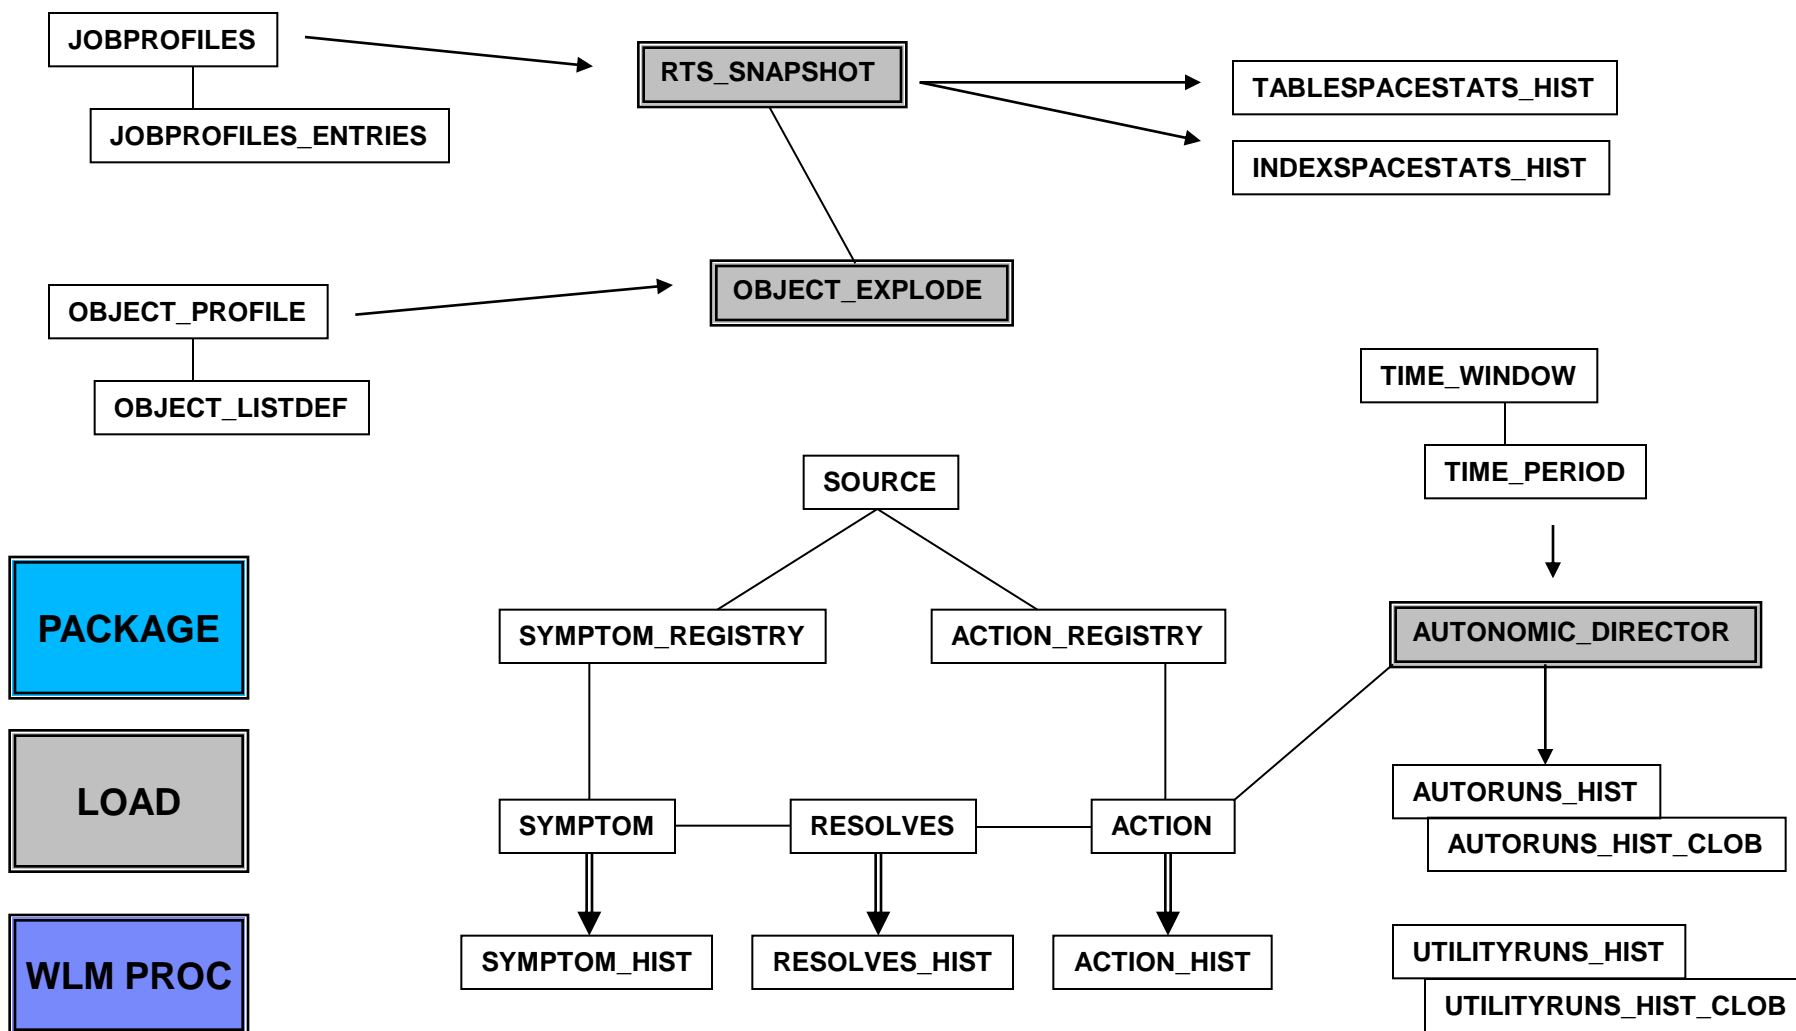 JOBPROFILES
JOBPROFILES_ENTRIES
RTS_SNAPSHOT
TABLESPACESTATS_HIST
INDEXSPACESTATS_HIST
OBJECT_PROFILE
OBJECT_LISTDEF
OBJECT_EXPLODE
TIME_WINDOW
TIME_PERIOD
SOURCE
SYMPTOM_REGISTRY
ACTION_REGISTRY
AUTONOMIC_DIRECTOR
PACKAGE
LOAD
WLM PROC
SYMPTOM
RESOLVES
ACTION
AUTORUNS_HIST
AUTORUNS_HIST_CLOB
SYMPTOM_HIST
RESOLVES_HIST
ACTION_HIST
UTILITYRUNS_HIST
UTILITYRUNS_HIST_CLOB